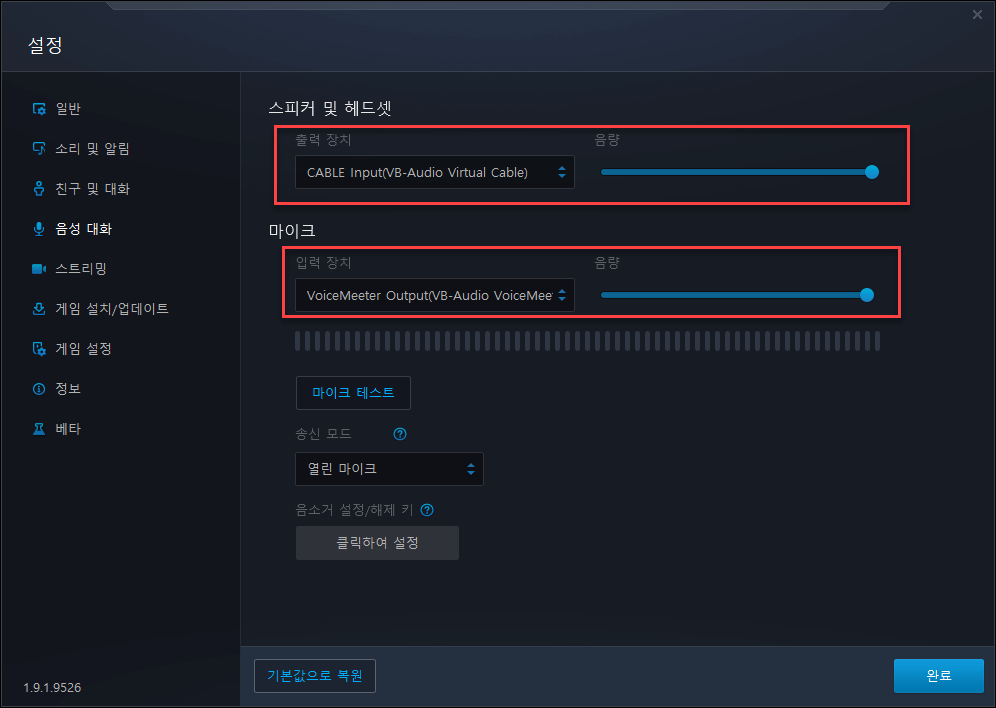 설정
일반
소리 및 알림
친구 및 대화
음성 대화
스트리밍
게임 설치/업데이트
게임 설정
정보
베타
1.9.1.9526
스피커 및 헤드셋
출력 장치 음량
CABLE Input(VB-Audio Virtual Cable)
마이크
입력 장치 음량
VoiceMeeter Output(VB-Audio VoiceMee
마이크 테스트
송신 모드 ?
열린 마이크
음소거 설정/해제 키 ?
클릭하여 설정
기본값으로 복원
완료